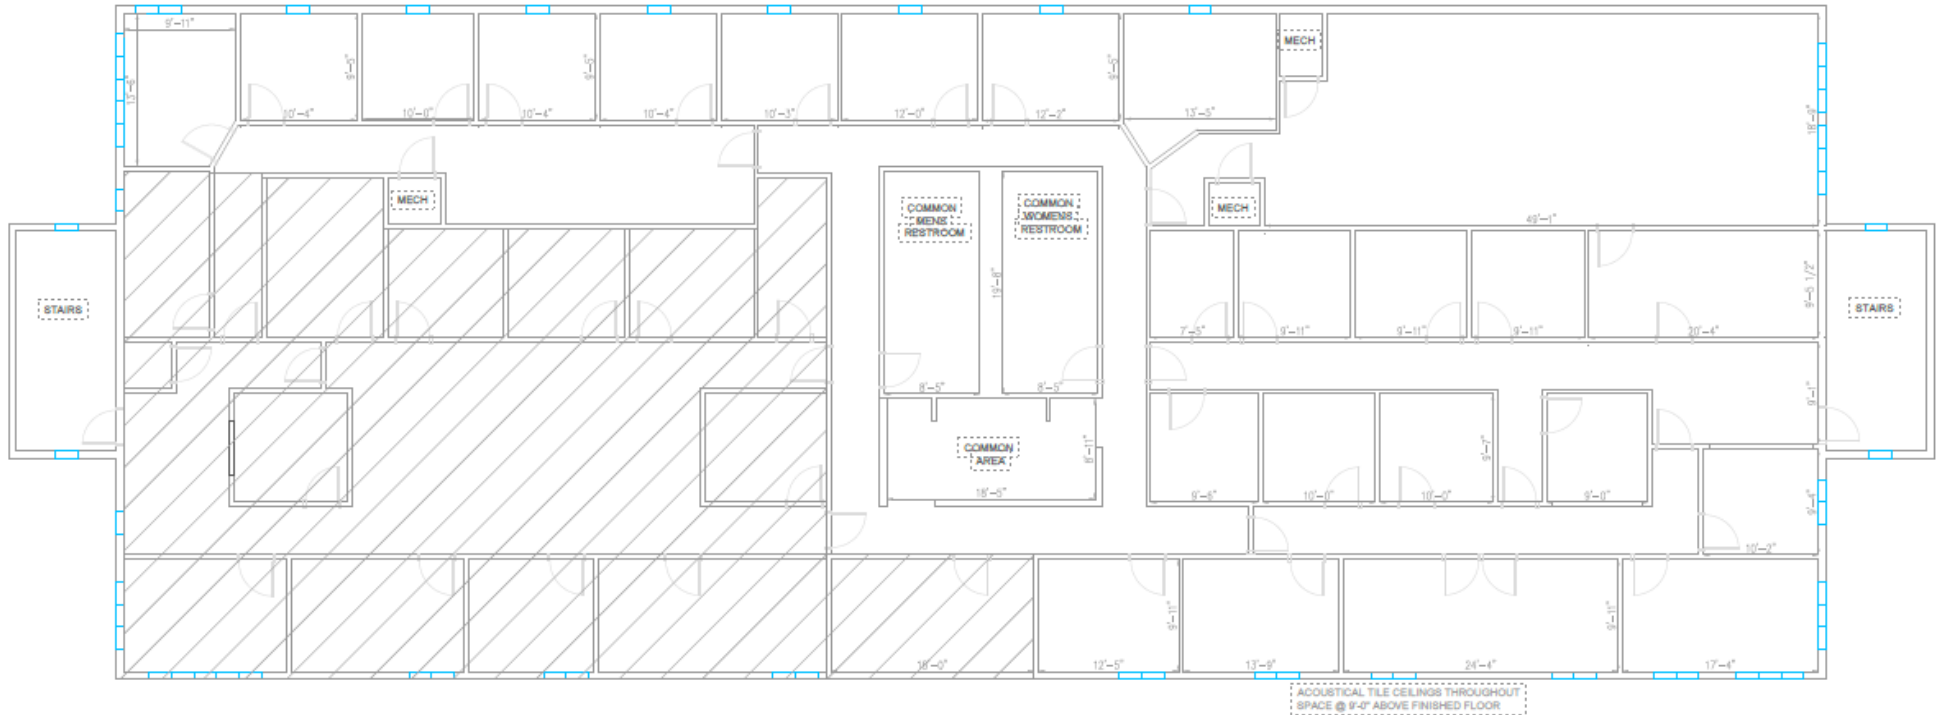 9'-11"
MECH
13'-6"
9'-5"
9'-5"
9'-5"
18'-9"
10'-4"
10'-0"
10'-4"
10'-4"
10'-3"
12'-0"
12'-2"
13'-5"
MECH
COMMON
MENS
RESTROOM
COMMON
WOMENS
RESTROOM
MECH
49'-1"
19'-8"
9'-5 1/2"
STAIRS
STAIRS
7'-5"
9'-11"
9'-11"
9'-11"
20'-4"
8'-5"
8'-5"
9'-1"
COMMON
AREA
8'-11"
9'-7"
18'-5"
9'-6"
10'-0"
10'-0"
9'-0"
9'-4"
10'-2"
9'-11"
9'-11"
18'-0"
12'-5"
13'-9"
24'-4"
17'-4"
ACOUSTICAL TILE CEILINGS THROUGHOUT
SPACE @ 9'-0" ABOVE FINISHED FLOOR